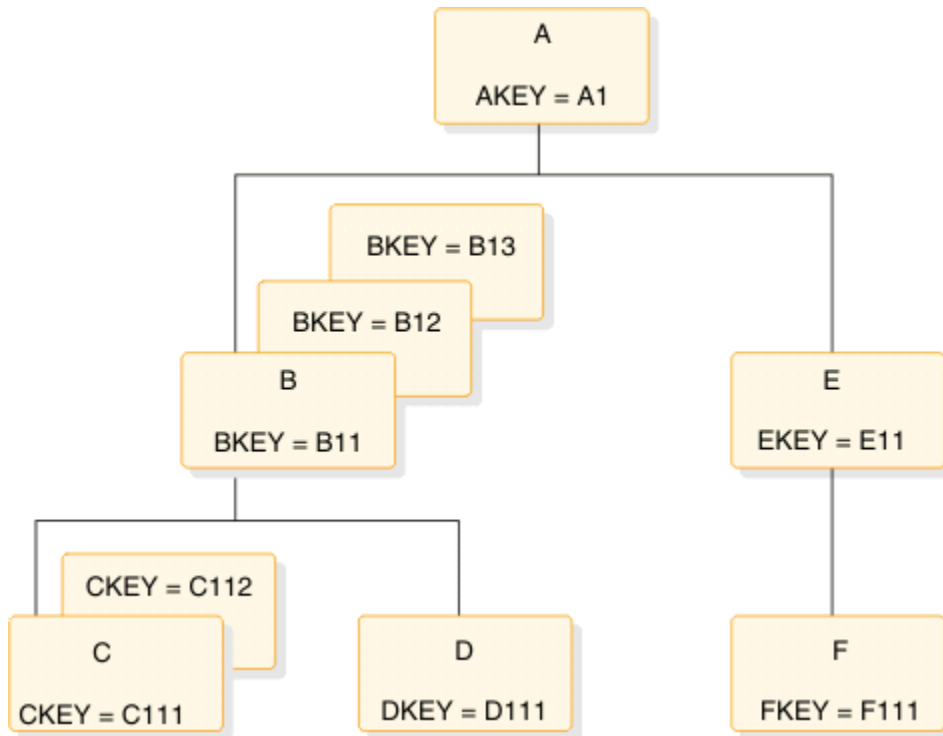 A
AKEY = A1
BKEY = B13
BKEY = B12
B
BKEY = B11
E
EKEY = E11
CKEY = C112
C
CKEY = C111
D
DKEY = D111
F
FKEY = F111